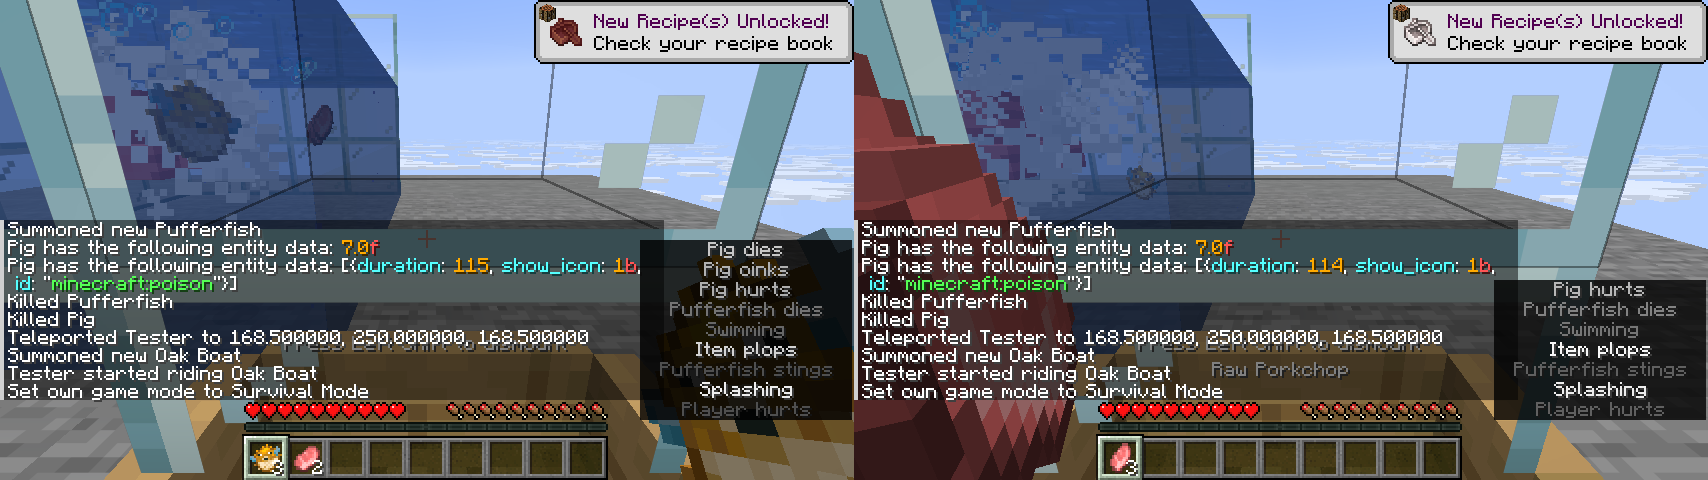 New Recipe(s) Unlocked!
Check your recipe book
Summoned new Pufferfish
Pig has the following entity data: 7.0f
Pig has the following entity data: [{duration: 115, show_icon: 1b,
id: "minecraft:poison"}]
Killed Pufferfish
Killed Pig
Teleported Tester to 168.500000, 250.000000, 168.500000
Summoned new Oak Boat
Tester started riding Oak Boat
Set own game mode to Survival Mode
Pig dies
Pig oinks
Pig hurts
Pufferfish dies
Swimming
Item plops
Pufferfish stings
Splashing
Player hurts
3
2
New Recipe(s) Unlocked!
Check your recipe book
Summoned new Pufferfish
Pig has the following entity data: 7.0f
Pig has the following entity data: [{duration: 114, show_icon: 1b,
id: "minecraft:poison"}]
Killed Pufferfish
Killed Pig
Teleported Tester to 168.500000, 250.000000, 168.500000
Summoned new Oak Boat
Tester started riding Oak Boat
Raw Porkchop
Set own game mode to Survival Mode
Pig hurts
Pufferfish dies
Swimming
Item plops
Pufferfish stings
Splashing
Player hurts
3